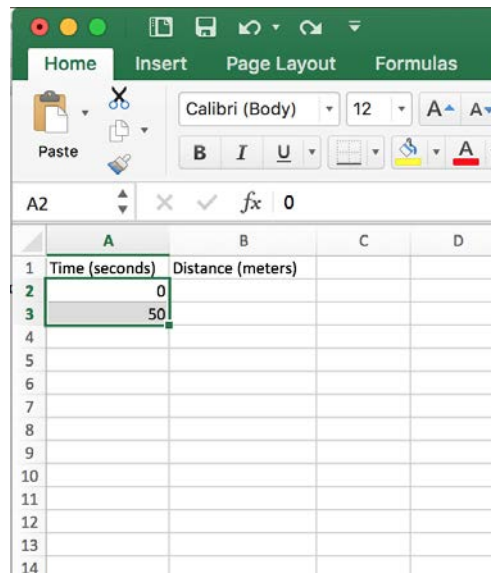 Home Insert Page Layout Formulas
Calibri (Body) 12 A A
Paste B I U A
A2 fx 0
A B C D
1 Time (seconds) Distance (meters)
2 0
3 50
4
5
6
7
8
9
10
11
12
13
14